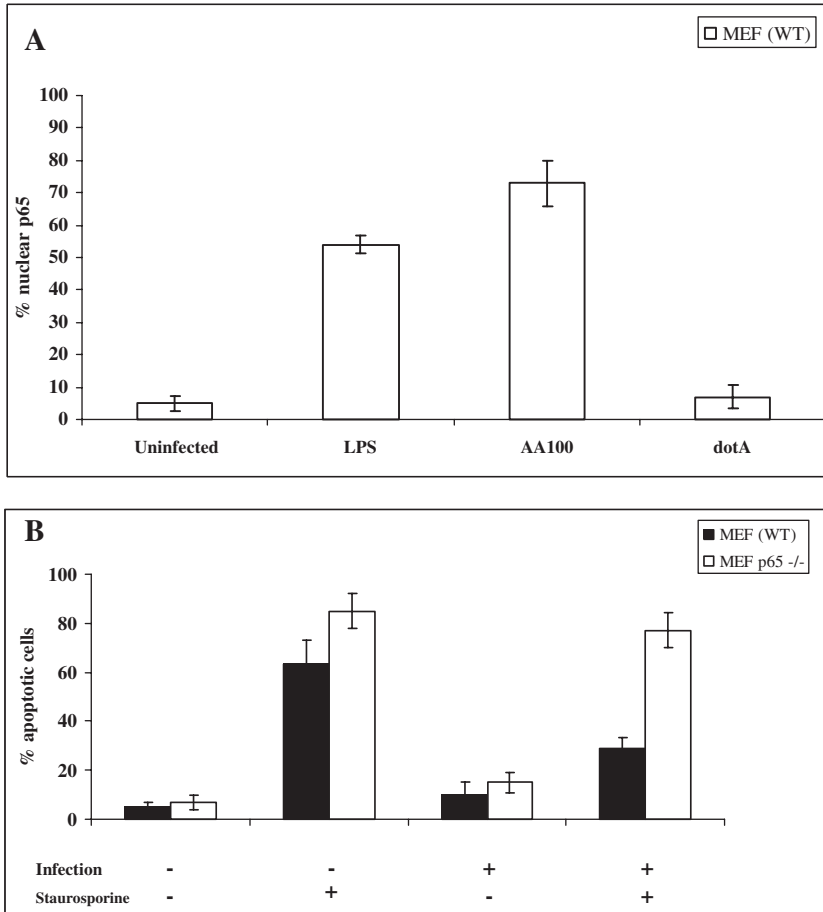 A
MEF (WT)
% nuclear p65
100
90
80
70
60
50
40
30
20
10
0
Uninfected LPS AA100 dotA
B
MEF (WT)
MEF p65 -/-
% apoptotic cells
100
80
60
40
20
0
Infection - - + +
Staurosporine - + - +